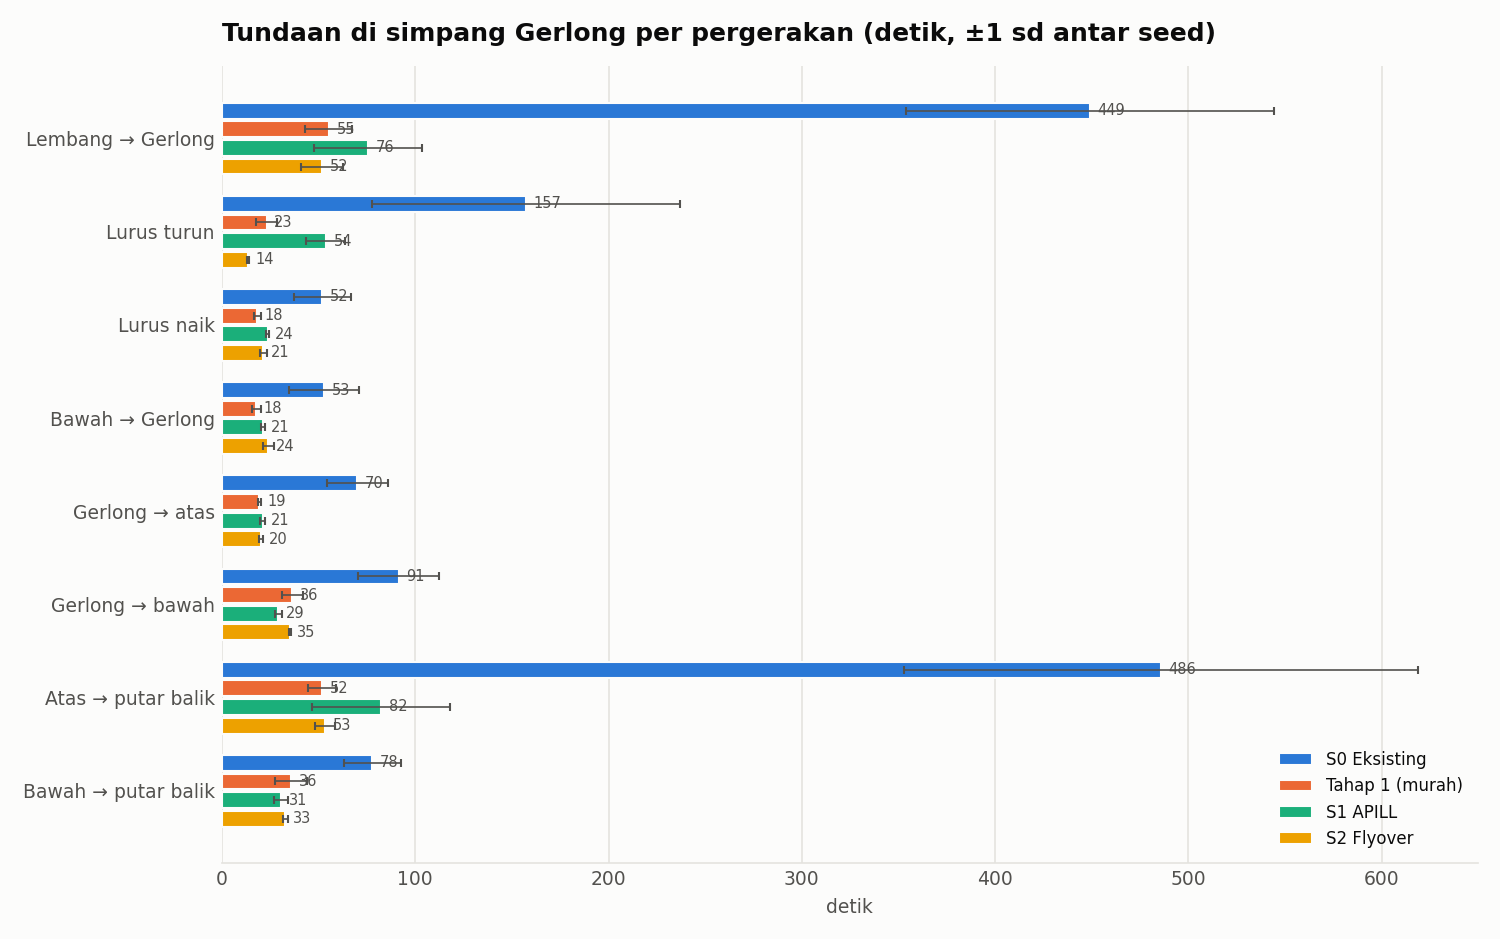 Tundaan di simpang Gerlong per pergerakan (detik, ±1 sd antar seed)
Lembang → Gerlong
449
55
76
52
Lurus turun
157
23
54
14
Lurus naik
52
18
24
21
Bawah → Gerlong
53
18
21
24
Gerlong → atas
70
19
21
20
Gerlong → bawah
91
36
29
35
Atas → putar balik
486
52
82
53
Bawah → putar balik
78
36
31
33
S0 Eksisting
Tahap 1 (murah)
S1 APILL
S2 Flyover
0 100 200 300 400 500 600
detik